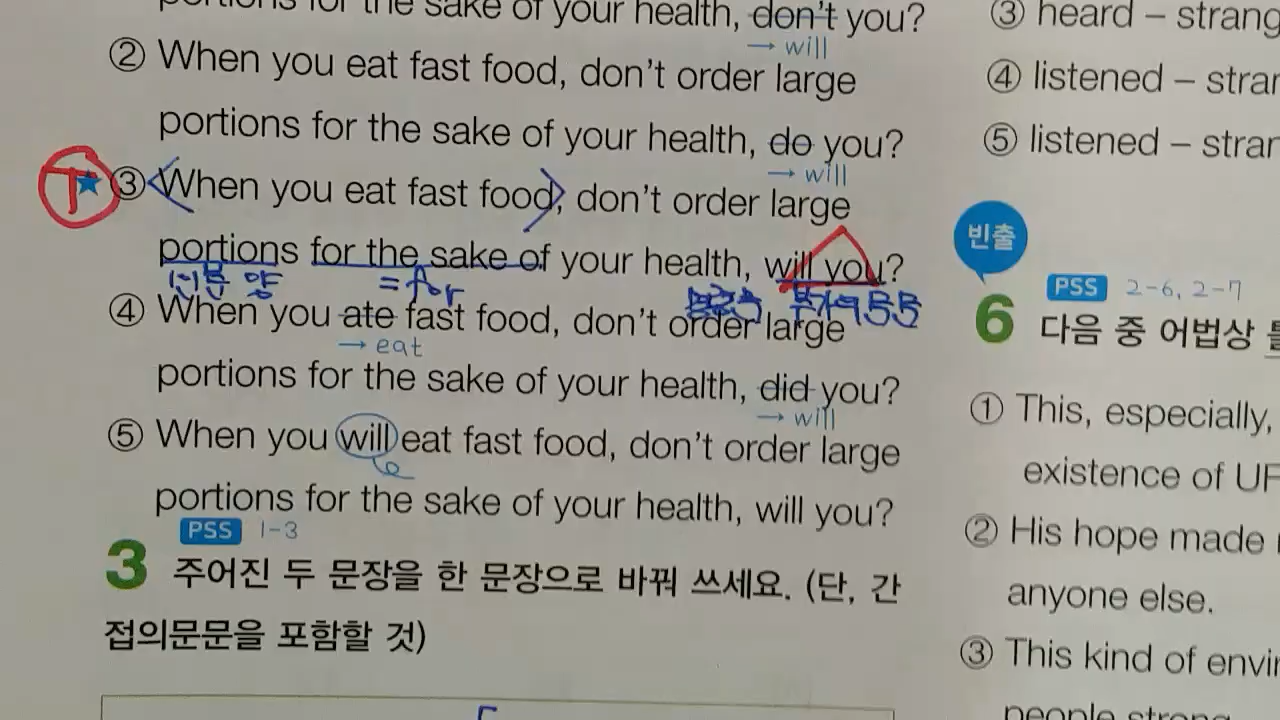 portions for the sake of your health, don't you?
→ will
② When you eat fast food, don't order large
portions for the sake of your health, do you?
→ will
T ★ ③ <When you eat fast food>, don't order large
portions for the sake of your health, will you?
= for
④ When you ate fast food, don't order large
→ eat
portions for the sake of your health, did you?
→ will
⑤ When you will eat fast food, don't order large
portions for the sake of your health, will you?
PSS 1-3
3 주어진 두 문장을 한 문장으로 바꿔 쓰세요. (단, 간
접의문문을 포함할 것)
③ heard – strang
④ listened – stran
⑤ listened – stran
빈출
PSS 2-6, 2-7
6 다음 중 어법상
① This, especially,
existence of UF
② His hope made
anyone else.
③ This kind of envir
people strong